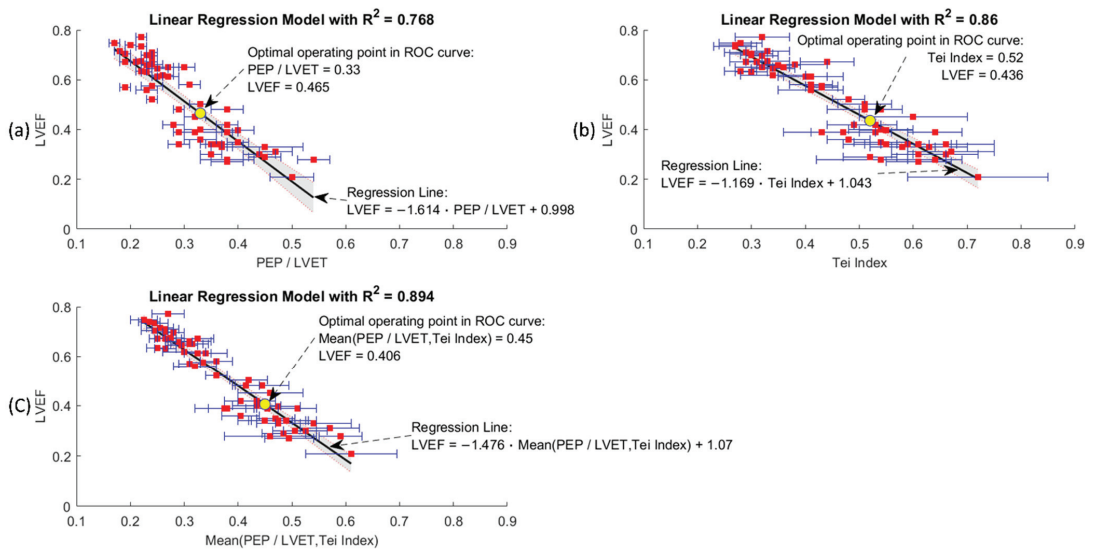 Linear Regression Model with R² = 0.768
0.8
0.6
0.4
0.2
0
LVEF
(a)
Optimal operating point in ROC curve:
PEP / LVET = 0.33
LVEF = 0.465
Regression Line:
LVEF = −1.614 · PEP / LVET + 0.998
0.1 0.2 0.3 0.4 0.5 0.6 0.7 0.8 0.9
PEP / LVET
Linear Regression Model with R² = 0.86
0.8
0.6
0.4
0.2
0
LVEF
(b)
Optimal operating point in ROC curve:
Tei Index = 0.52
LVEF = 0.436
Regression Line:
LVEF = -1.169 · Tei Index + 1.043
0.1 0.2 0.3 0.4 0.5 0.6 0.7 0.8 0.9
Tei Index
Linear Regression Model with R² = 0.894
0.8
0.6
0.4
0.2
0
LVEF
(C)
Optimal operating point in ROC curve:
Mean(PEP / LVET,Tei Index) = 0.45
LVEF = 0.406
Regression Line:
LVEF = −1.476 · Mean(PEP / LVET,Tei Index) + 1.07
0.1 0.2 0.3 0.4 0.5 0.6 0.7 0.8 0.9
Mean(PEP / LVET,Tei Index)